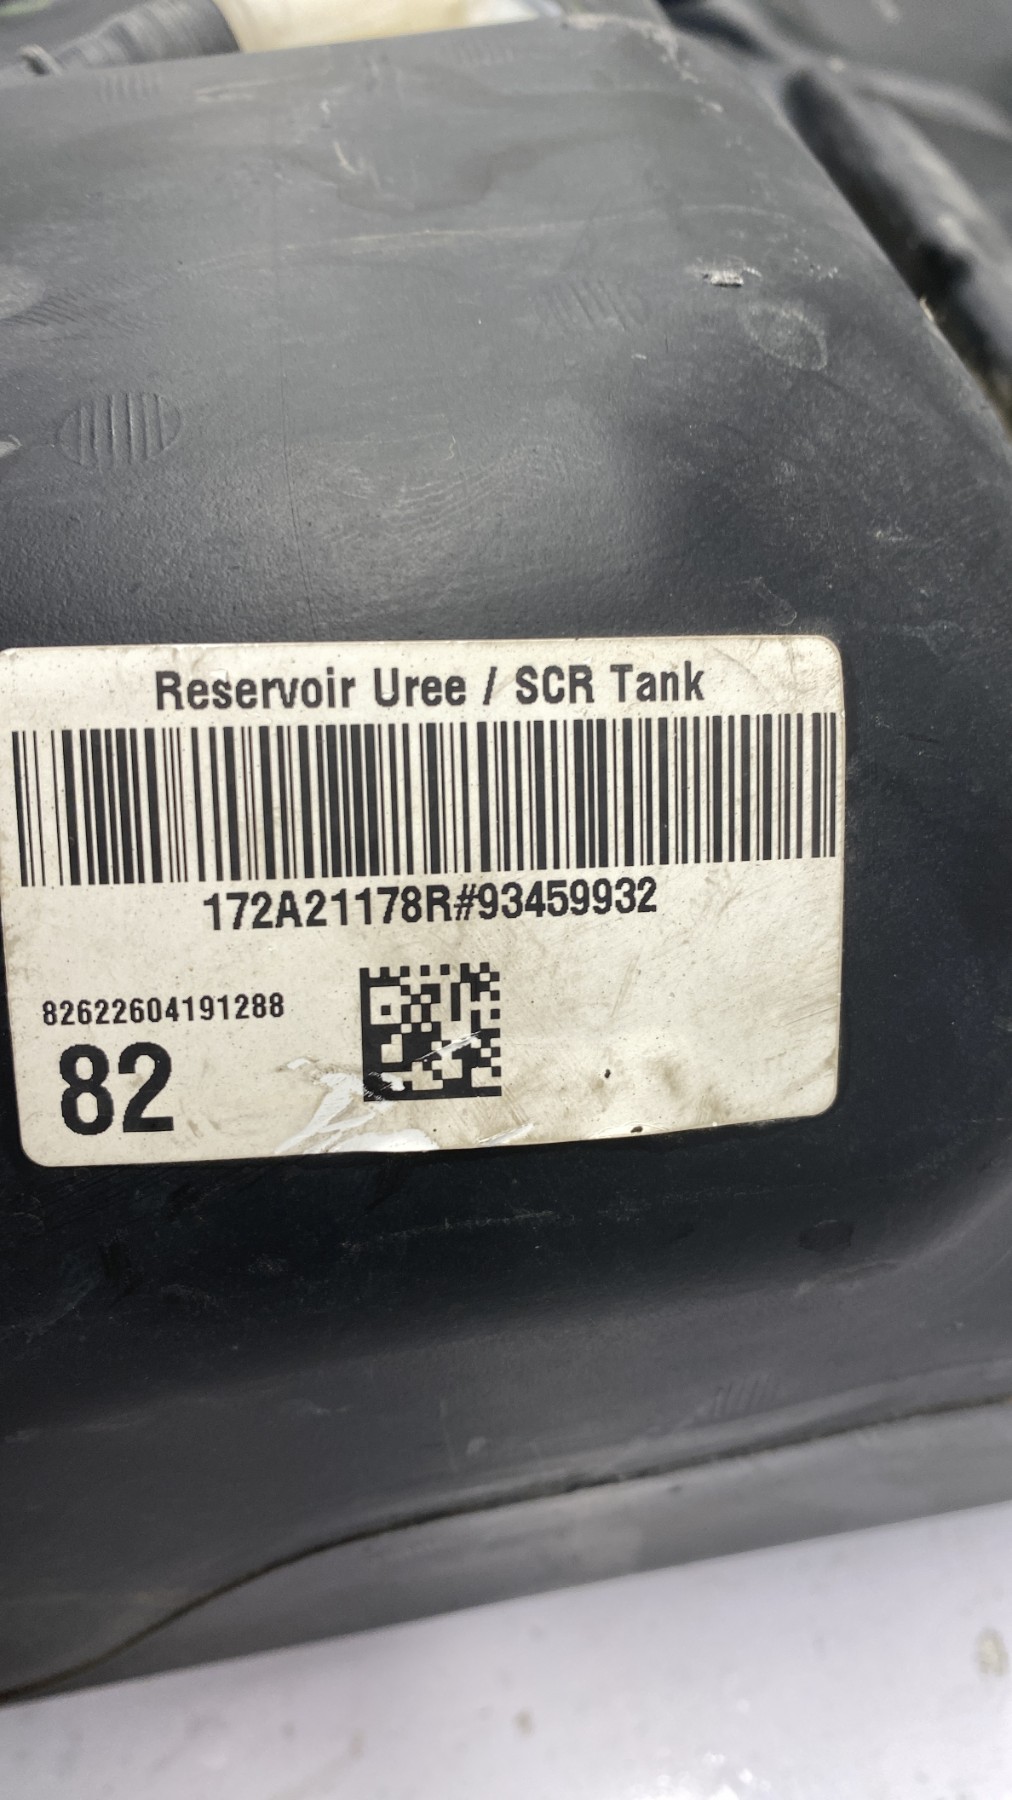 Reservoir Uree / SCR Tank
172A21178R#93459932
82622604191288
82